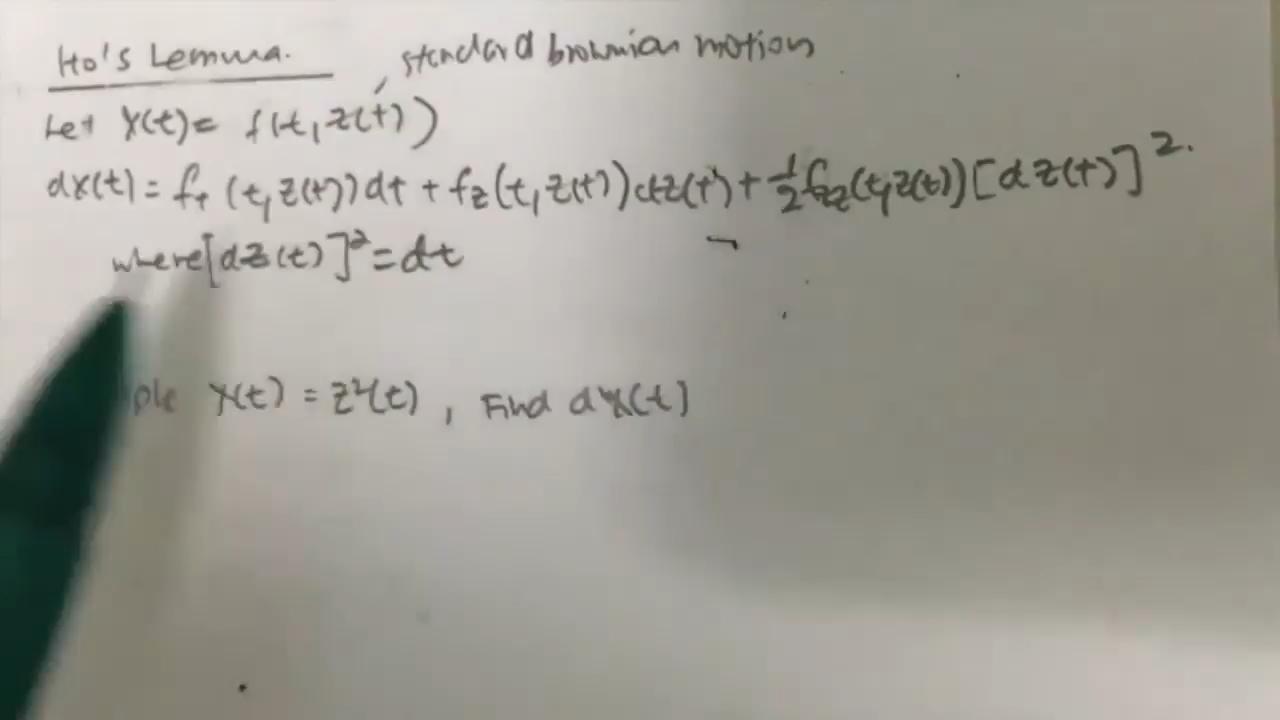 Ito's Lemma.
, standard brownian motion
Let X(t) = f(t, Z(t))
dX(t) = f_t (t, Z(t))dt + f_z(t, Z(t))dZ(t) + 1/2 f_zz(t, Z(t)) [dZ(t)]^2.
where [dZ(t)]^2 = dt
ple X(t) = Z^2(t), Find dX(t)